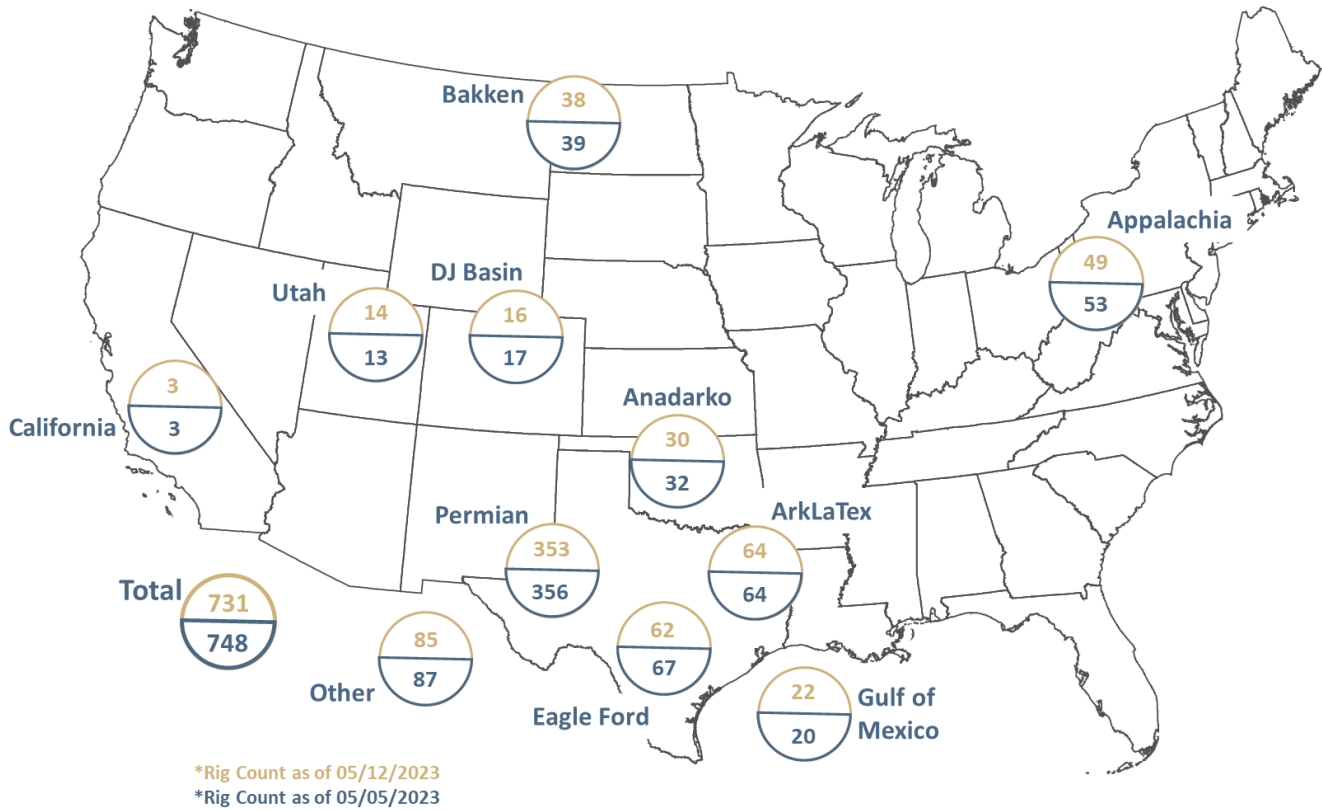 Bakken
38
39
Appalachia
49
53
DJ Basin
16
17
Utah
14
13
California
3
3
Anadarko
30
32
ArkLaTex
64
64
Permian
353
356
Total
731
748
Other
85
87
Eagle Ford
62
67
Gulf of
Mexico
22
20
*Rig Count as of 05/12/2023
*Rig Count as of 05/05/2023